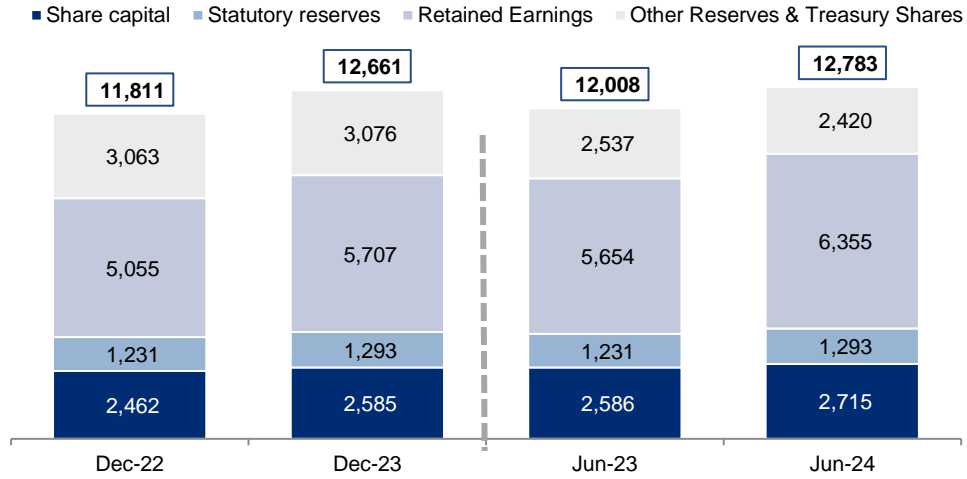 Share capital Statutory reserves Retained Earnings Other Reserves & Treasury Shares
11,811 12,661 12,008 12,783
3,063 3,076 2,537 2,420
5,055 5,707 5,654 6,355
1,231 1,293 1,231 1,293
2,462 2,585 2,586 2,715
Dec-22 Dec-23 Jun-23 Jun-24